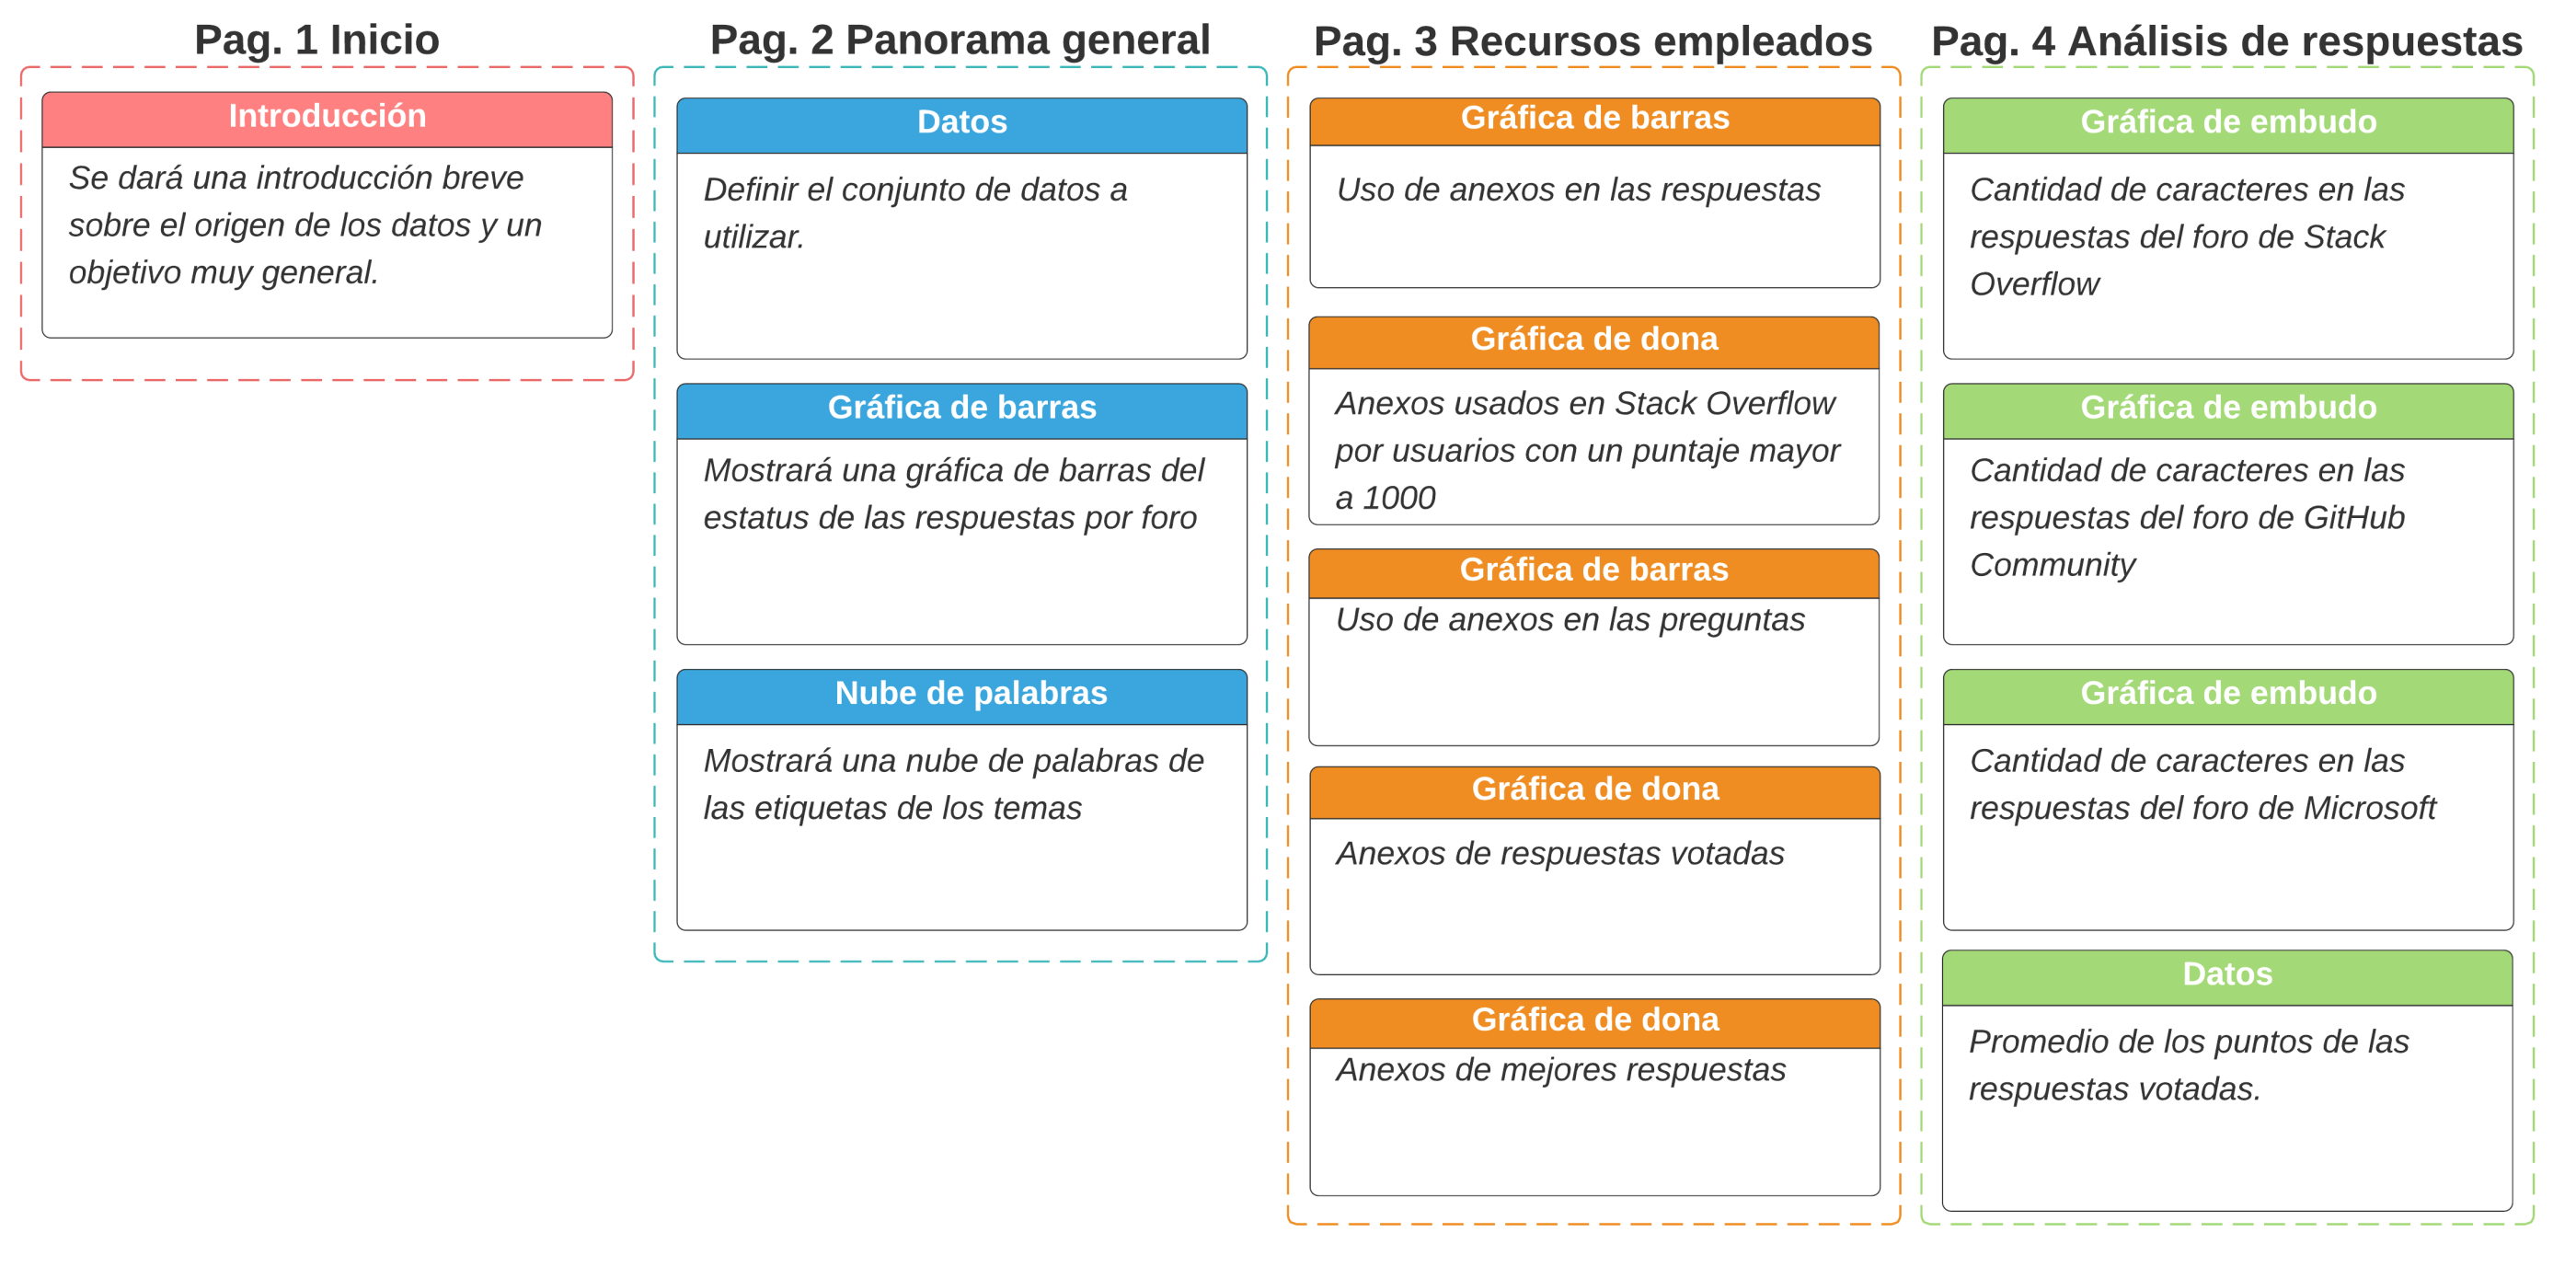 Pag. 1 Inicio
Introducción
Se dará una introducción breve
sobre el origen de los datos y un
objetivo muy general.
Pag. 2 Panorama general
Datos
Definir el conjunto de datos a
utilizar.
Gráfica de barras
Mostrará una gráfica de barras del
estatus de las respuestas por foro
Nube de palabras
Mostrará una nube de palabras de
las etiquetas de los temas
Pag. 3 Recursos empleados
Gráfica de barras
Uso de anexos en las respuestas
Gráfica de dona
Anexos usados en Stack Overflow
por usuarios con un puntaje mayor
a 1000
Gráfica de barras
Uso de anexos en las preguntas
Gráfica de dona
Anexos de respuestas votadas
Gráfica de dona
Anexos de mejores respuestas
Pag. 4 Análisis de respuestas
Gráfica de embudo
Cantidad de caracteres en las
respuestas del foro de Stack
Overflow
Gráfica de embudo
Cantidad de caracteres en las
respuestas del foro de GitHub
Community
Gráfica de embudo
Cantidad de caracteres en las
respuestas del foro de Microsoft
Datos
Promedio de los puntos de las
respuestas votadas.